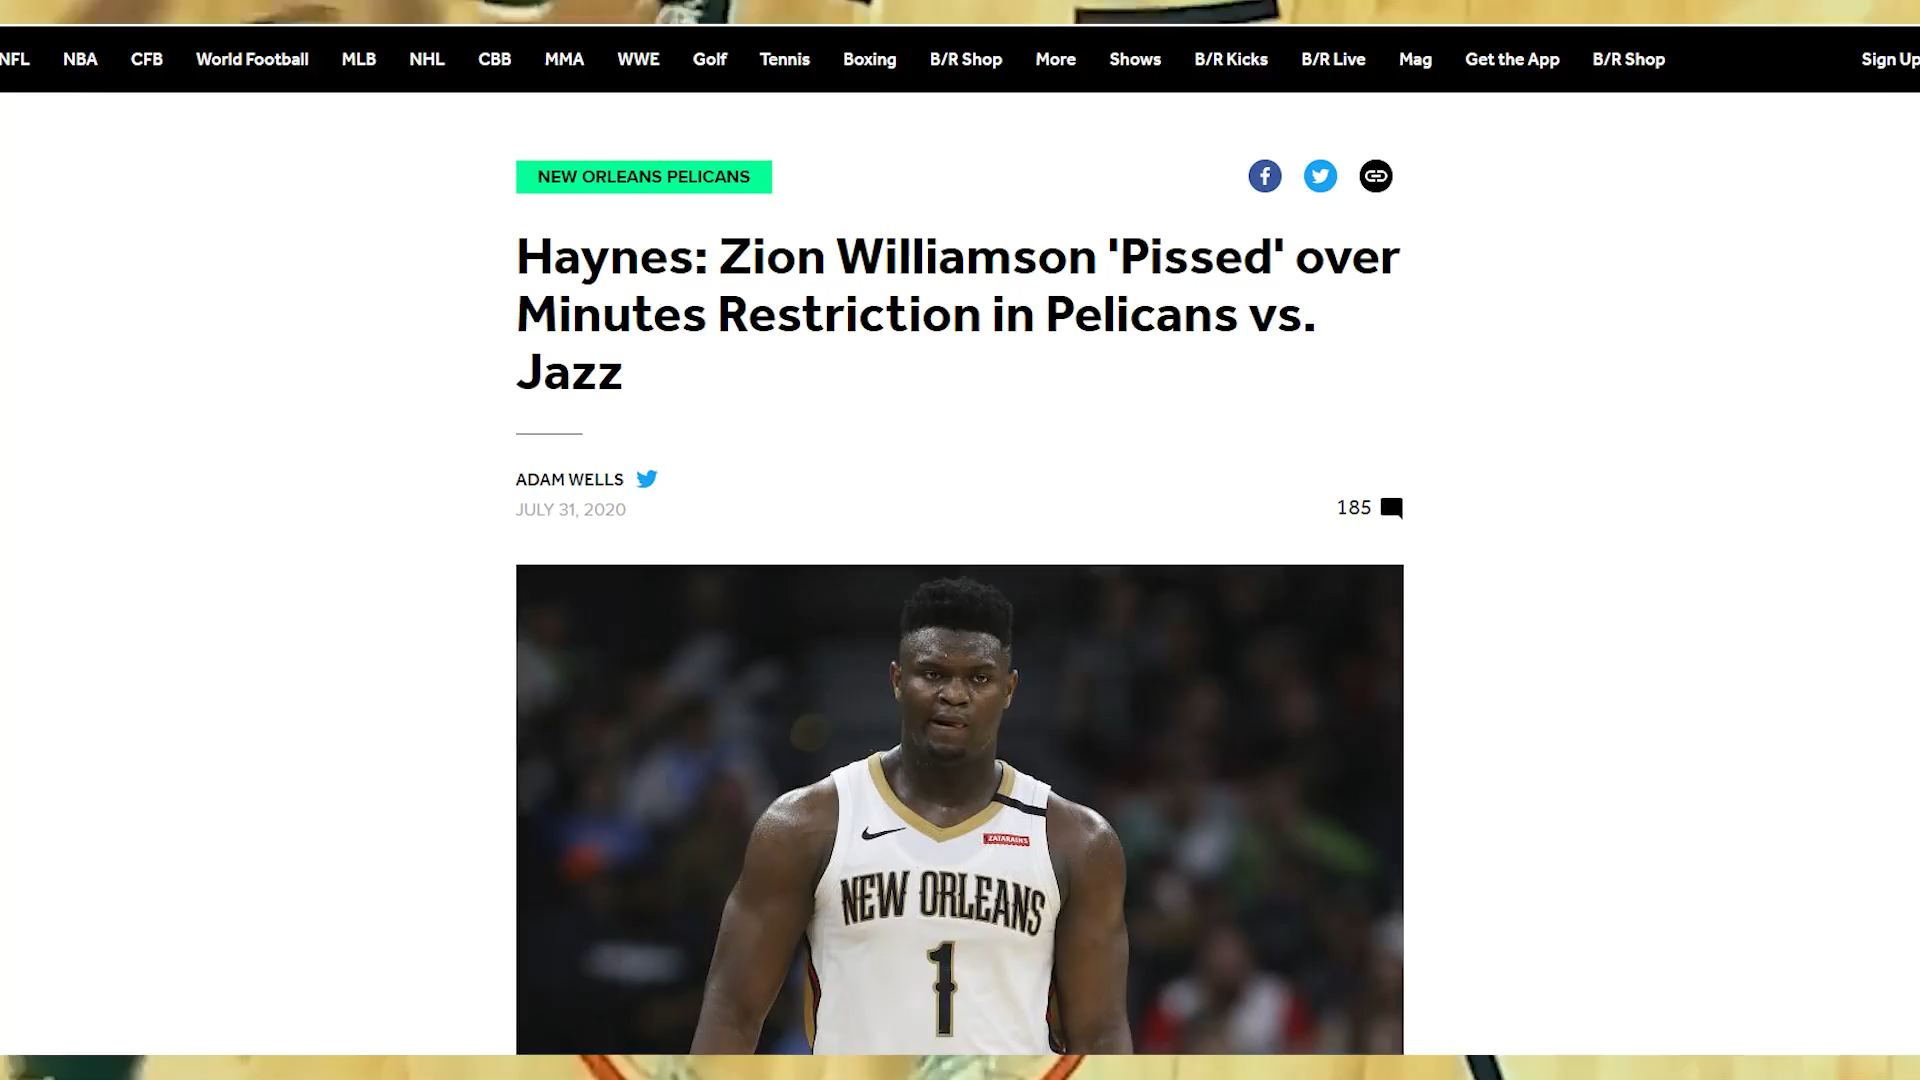 NFL NBA CFB World Football MLB NHL CBB MMA WWE Golf Tennis Boxing B/R Shop More Shows B/R Kicks B/R Live Mag Get the App B/R Shop Sign Up
NEW ORLEANS PELICANS
Haynes: Zion Williamson 'Pissed' over
Minutes Restriction in Pelicans vs.
Jazz
ADAM WELLS
JULY 31, 2020
185
ZATARAIN'S
NEW ORLEANS
1